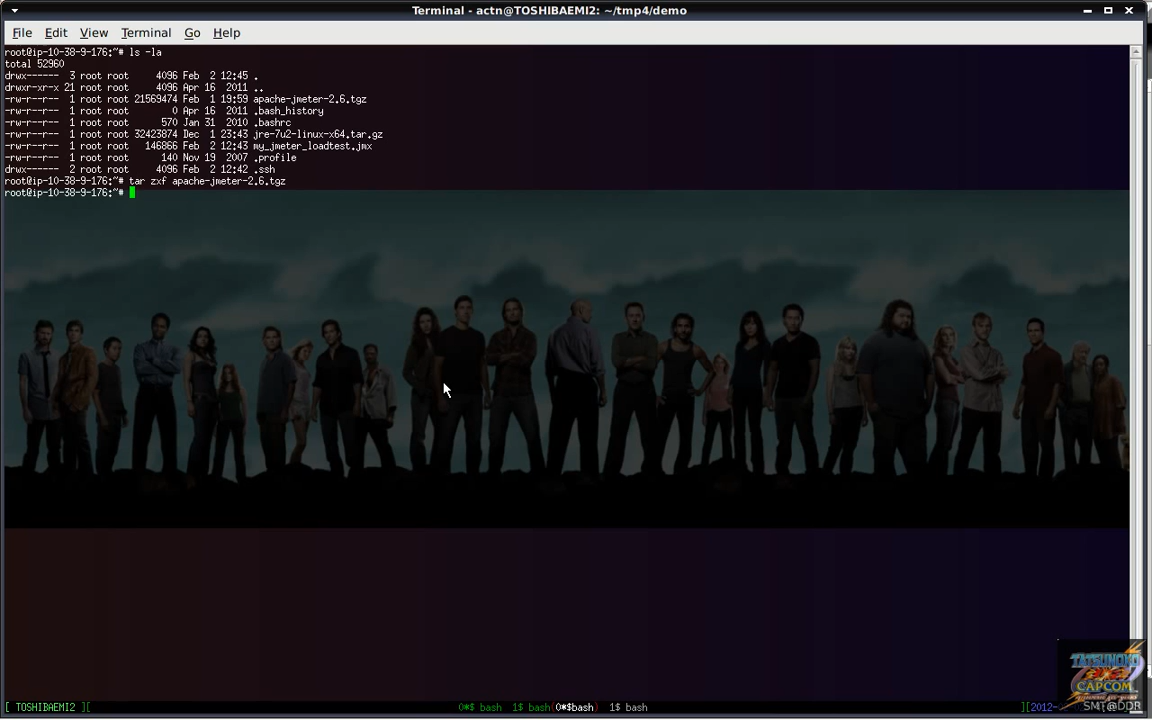 Terminal - actn@TOSHIBAEMI2: ~/tmp4/demo
File Edit View Terminal Go Help
root@ip-10-38-9-176:~# ls -la
total 52960
drwx------ 3 root root 4096 Feb 2 12:45 .
drwxr-xr-x 21 root root 4096 Apr 16 2011 ..
-rw-r--r-- 1 root root 21569474 Feb 1 19:59 apache-jmeter-2.6.tgz
-rw-r--r-- 1 root root 0 Apr 16 2011 .bash_history
-rw-r--r-- 1 root root 570 Jan 31 2010 .bashrc
-rw-r--r-- 1 root root 32423874 Dec 1 23:43 jre-7u2-linux-x64.tar.gz
-rw-r--r-- 1 root root 146866 Feb 2 12:43 my_jmeter_loadtest.jmx
-rw-r--r-- 1 root root 140 Nov 19 2007 .profile
drwx------ 2 root root 4096 Feb 2 12:42 .ssh
root@ip-10-38-9-176:~# tar zxf apache-jmeter-2.6.tgz
root@ip-10-38-9-176:~#
TATSUNOKO
VS
CAPCOM
SMT@DDR
[ TOSHIBAEMI2 ][ 0*$ bash 1$ bash(0*$bash) 1$ bash ][2012-